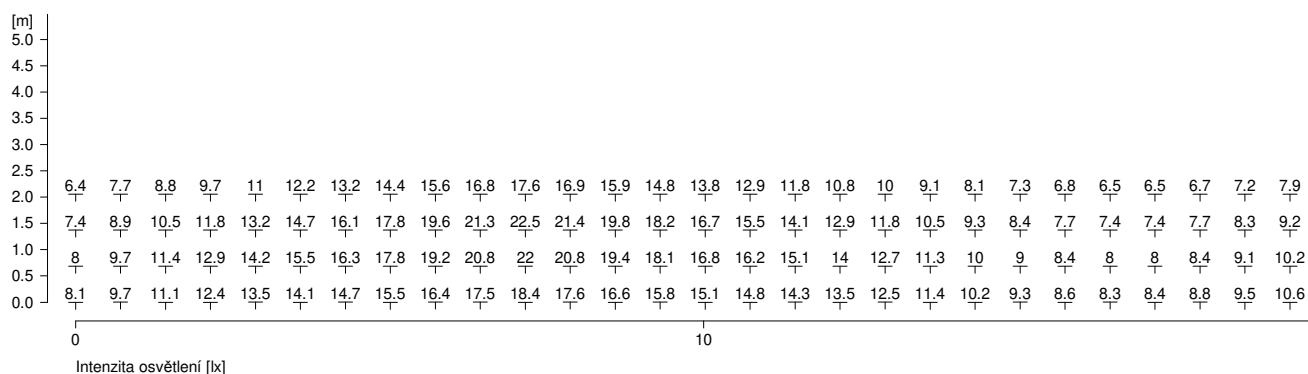 [m]
5.0
4.5
4.0
3.5
3.0
2.5
6.4 7.7 8.8 9.7 11 12.2 13.2 14.4 15.6 16.8 17.6 16.9 15.9 14.8 13.8 12.9 11.8 10.8 10 9.1 8.1 7.3 6.8 6.5 6.5 6.7 7.2 7.9
2.0
1.5 7.4 8.9 10.5 11.8 13.2 14.7 16.1 17.8 19.6 21.3 22.5 21.4 19.8 18.2 16.7 15.5 14.1 12.9 11.8 10.5 9.3 8.4 7.7 7.4 7.4 7.7 8.3 9.2
1.0
8 9.7 11.4 12.9 14.2 15.5 16.3 17.8 19.2 20.8 22 20.8 19.4 18.1 16.8 16.2 15.1 14 12.7 11.3 10 9 8.4 8 8 8.4 9.1 10.2
0.5
0.0 8.1 9.7 11.1 12.4 13.5 14.1 14.7 15.5 16.4 17.5 18.4 17.6 16.6 15.8 15.1 14.8 14.3 13.5 12.5 11.4 10.2 9.3 8.6 8.3 8.4 8.8 9.5 10.6
0 10
Intenzita osvětlení [lx]